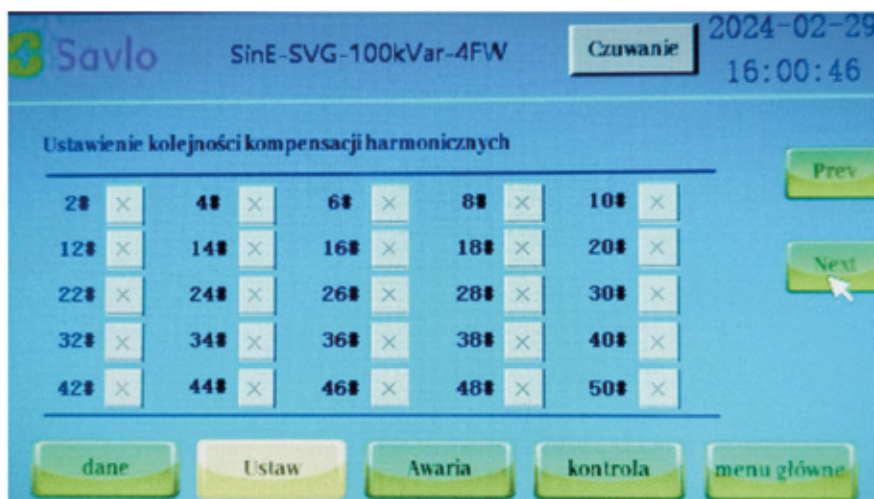 Savlo
SinE-SVG-100kVar-4FW
Czuwanie
2024-02-29
16:00:46
Ustawienie kolejności kompensacji harmonicznych
2# × 4# × 6# × 8# × 10# ×
12# × 14# × 16# × 18# × 20# ×
22# × 24# × 26# × 28# × 30# ×
32# × 34# × 36# × 38# × 40# ×
42# × 44# × 46# × 48# × 50# ×
Prev
Next
dane
Ustaw
Awaria
kontrola
menu główne